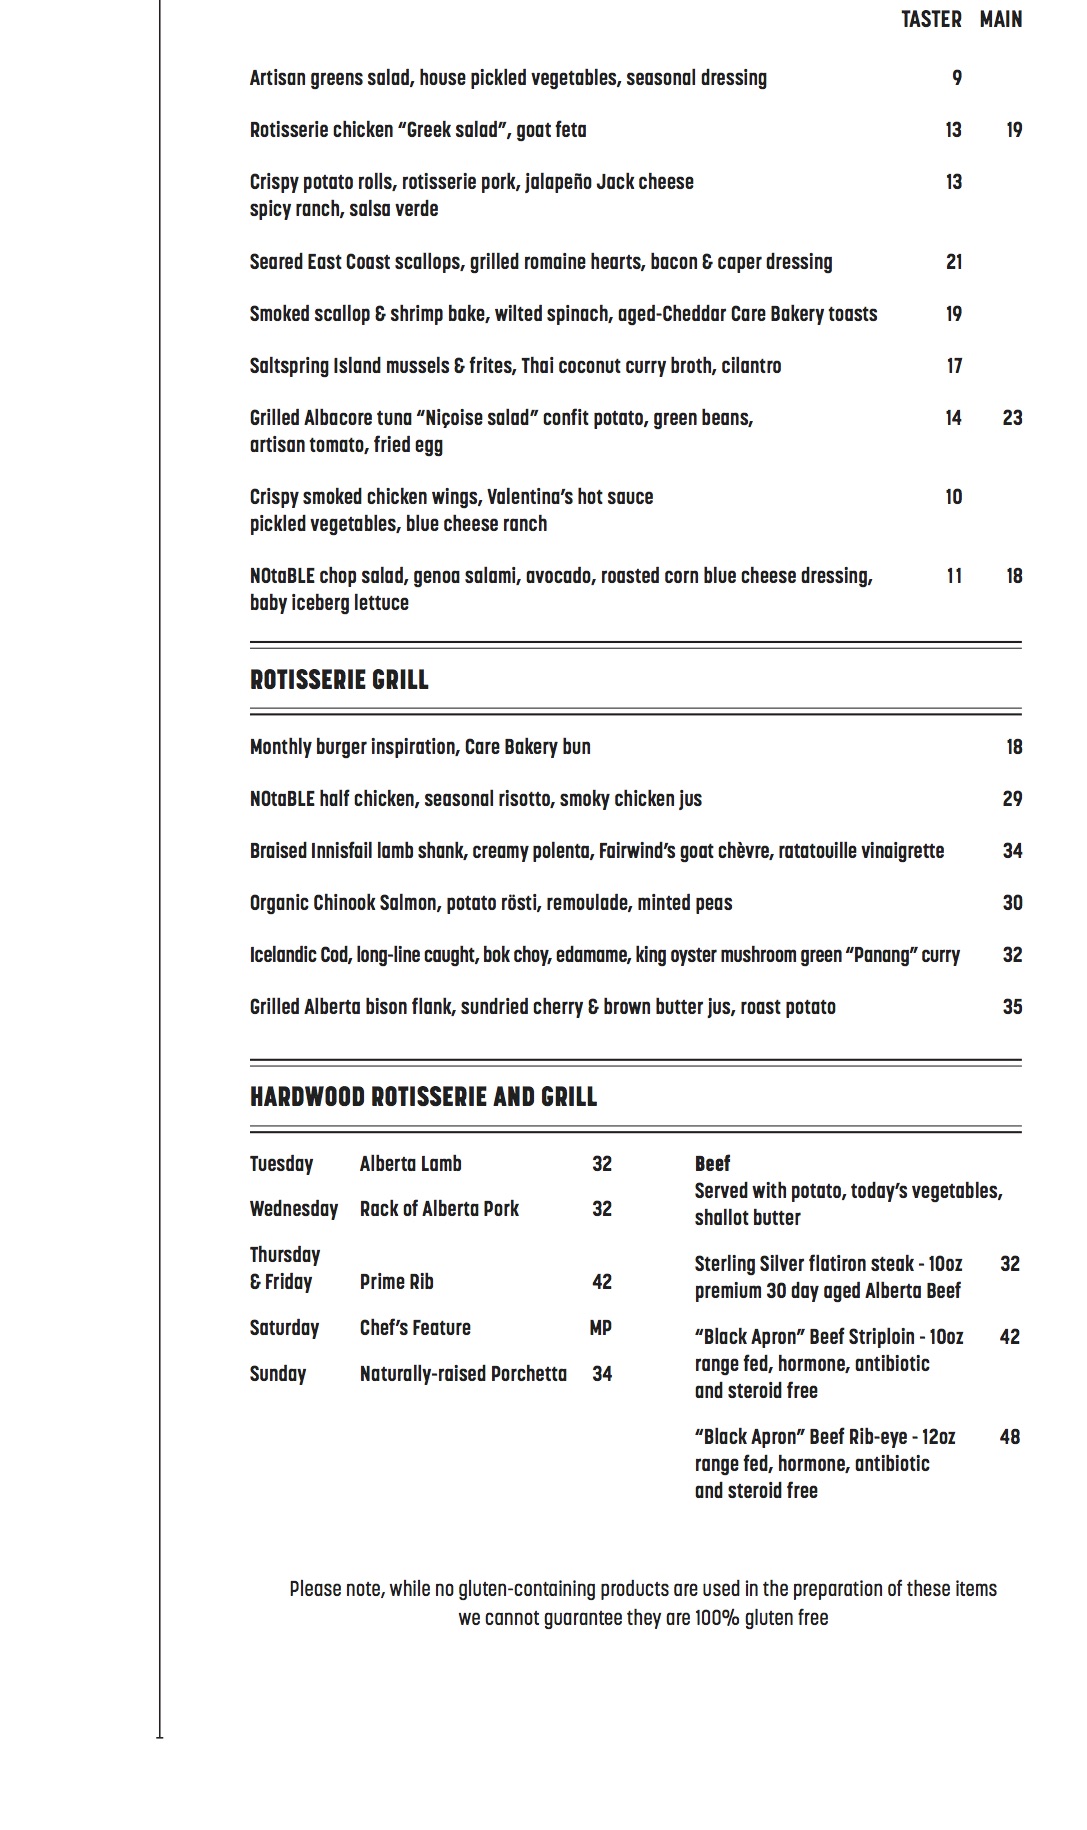 TASTER MAIN
Artisan greens salad, house pickled vegetables, seasonal dressing 9
Rotisserie chicken “Greek salad”, goat feta 13 19
Crispy potato rolls, rotisserie pork, jalapeño Jack cheese 13
spicy ranch, salsa verde
Seared East Coast scallops, grilled romaine hearts, bacon & caper dressing 21
Smoked scallop & shrimp bake, wilted spinach, aged-Cheddar Care Bakery toasts 19
Saltspring Island mussels & frites, Thai coconut curry broth, cilantro 17
Grilled Albacore tuna “Niçoise salad” confit potato, green beans, 14 23
artisan tomato, fried egg
Crispy smoked chicken wings, Valentina’s hot sauce 10
pickled vegetables, blue cheese ranch
NOtaBLE chop salad, genoa salami, avocado, roasted corn blue cheese dressing, 11 18
baby iceberg lettuce
ROTISSERIE GRILL
Monthly burger inspiration, Care Bakery bun 18
NOtaBLE half chicken, seasonal risotto, smoky chicken jus 29
Braised Innisfail lamb shank, creamy polenta, Fairwind’s goat chèvre, ratatouille vinaigrette 34
Organic Chinook Salmon, potato rösti, remoulade, minted peas 30
Icelandic Cod, long-line caught, bok choy, edamame, king oyster mushroom green “Panang” curry 32
Grilled Alberta bison flank, sundried cherry & brown butter jus, roast potato 35
HARDWOOD ROTISSERIE AND GRILL
Tuesday Alberta Lamb 32
Wednesday Rack of Alberta Pork 32
Thursday
& Friday Prime Rib 42
Saturday Chef’s Feature MP
Sunday Naturally-raised Porchetta 34
Beef
Served with potato, today’s vegetables,
shallot butter
Sterling Silver flatiron steak - 10oz 32
premium 30 day aged Alberta Beef
“Black Apron” Beef Striploin - 10oz 42
range fed, hormone, antibiotic
and steroid free
“Black Apron” Beef Rib-eye - 12oz 48
range fed, hormone, antibiotic
and steroid free
Please note, while no gluten-containing products are used in the preparation of these items
we cannot guarantee they are 100% gluten free